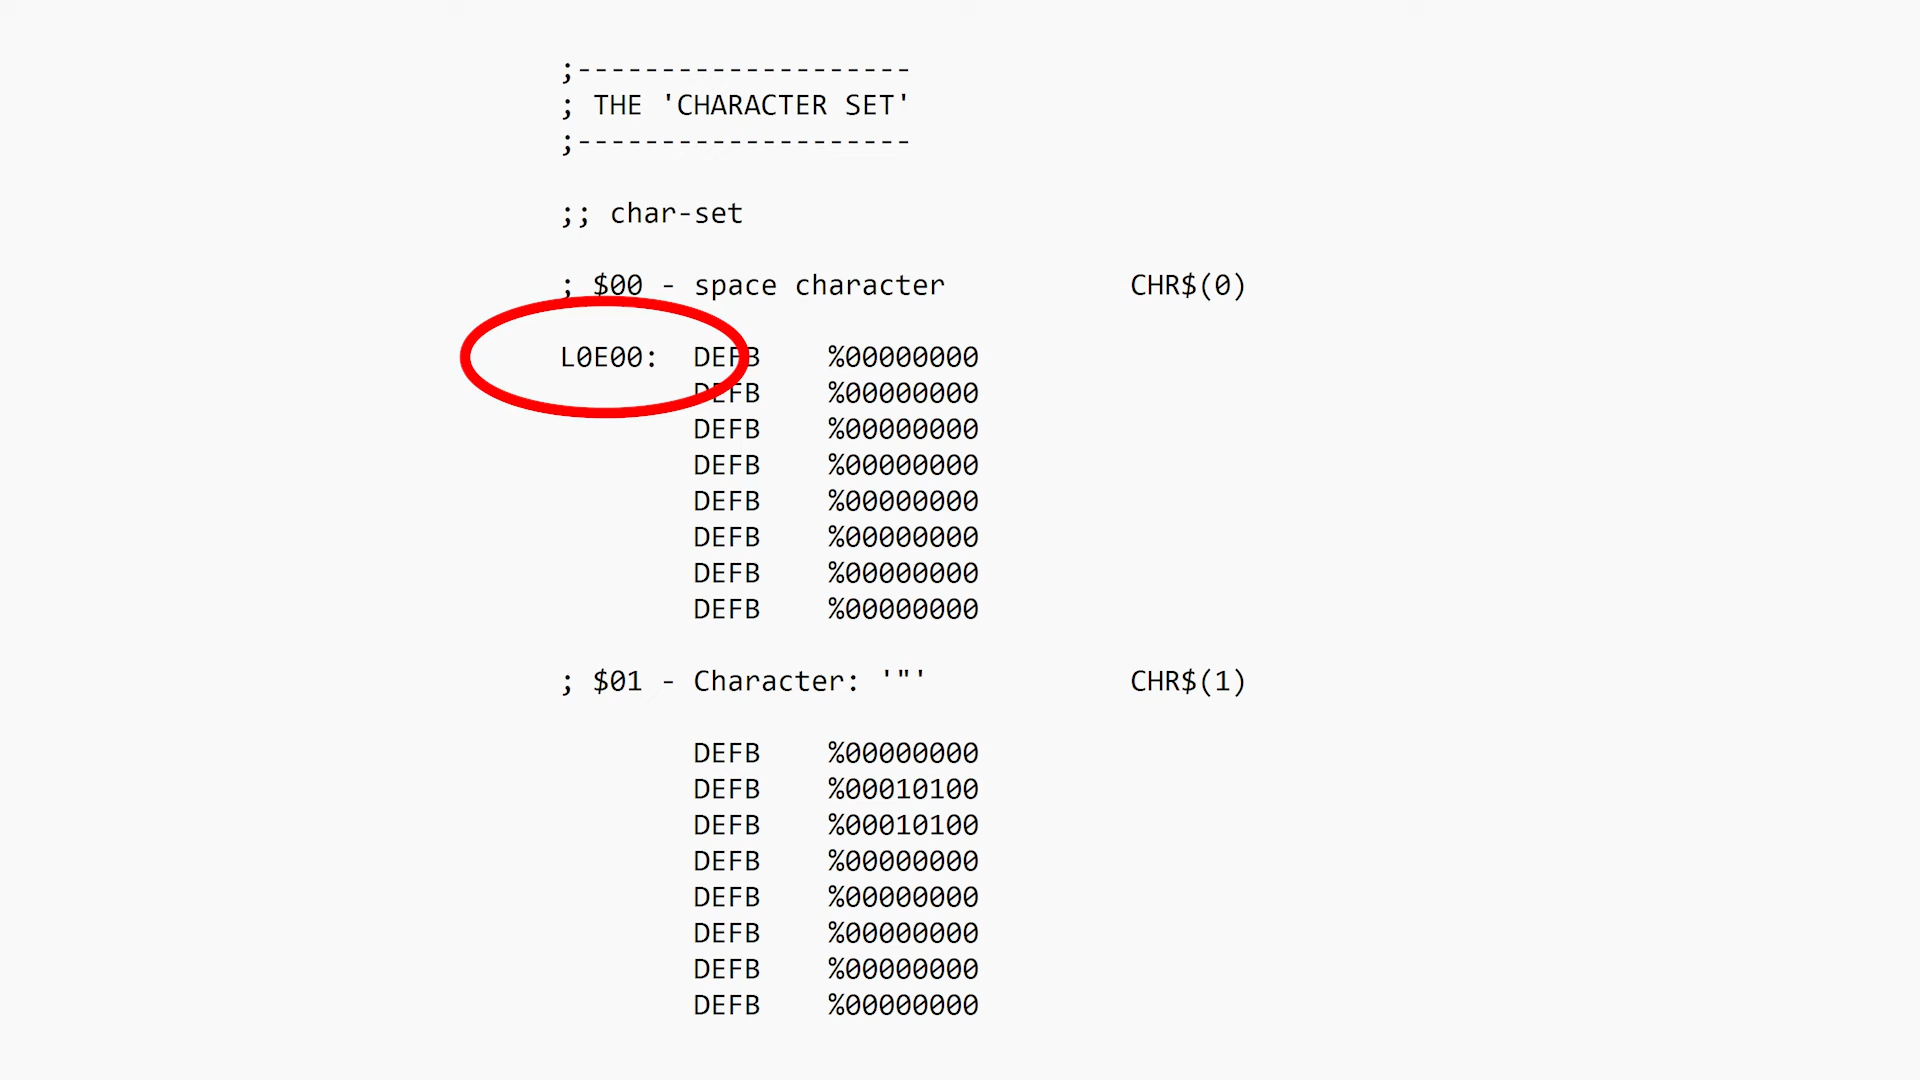 ;--------------------
; THE 'CHARACTER SET'
;--------------------
;; char-set
; $00 - space character CHR$(0)
L0E00: DEFB %00000000
DEFB %00000000
DEFB %00000000
DEFB %00000000
DEFB %00000000
DEFB %00000000
DEFB %00000000
DEFB %00000000
; $01 - Character: '"' CHR$(1)
DEFB %00000000
DEFB %00010100
DEFB %00010100
DEFB %00000000
DEFB %00000000
DEFB %00000000
DEFB %00000000
DEFB %00000000